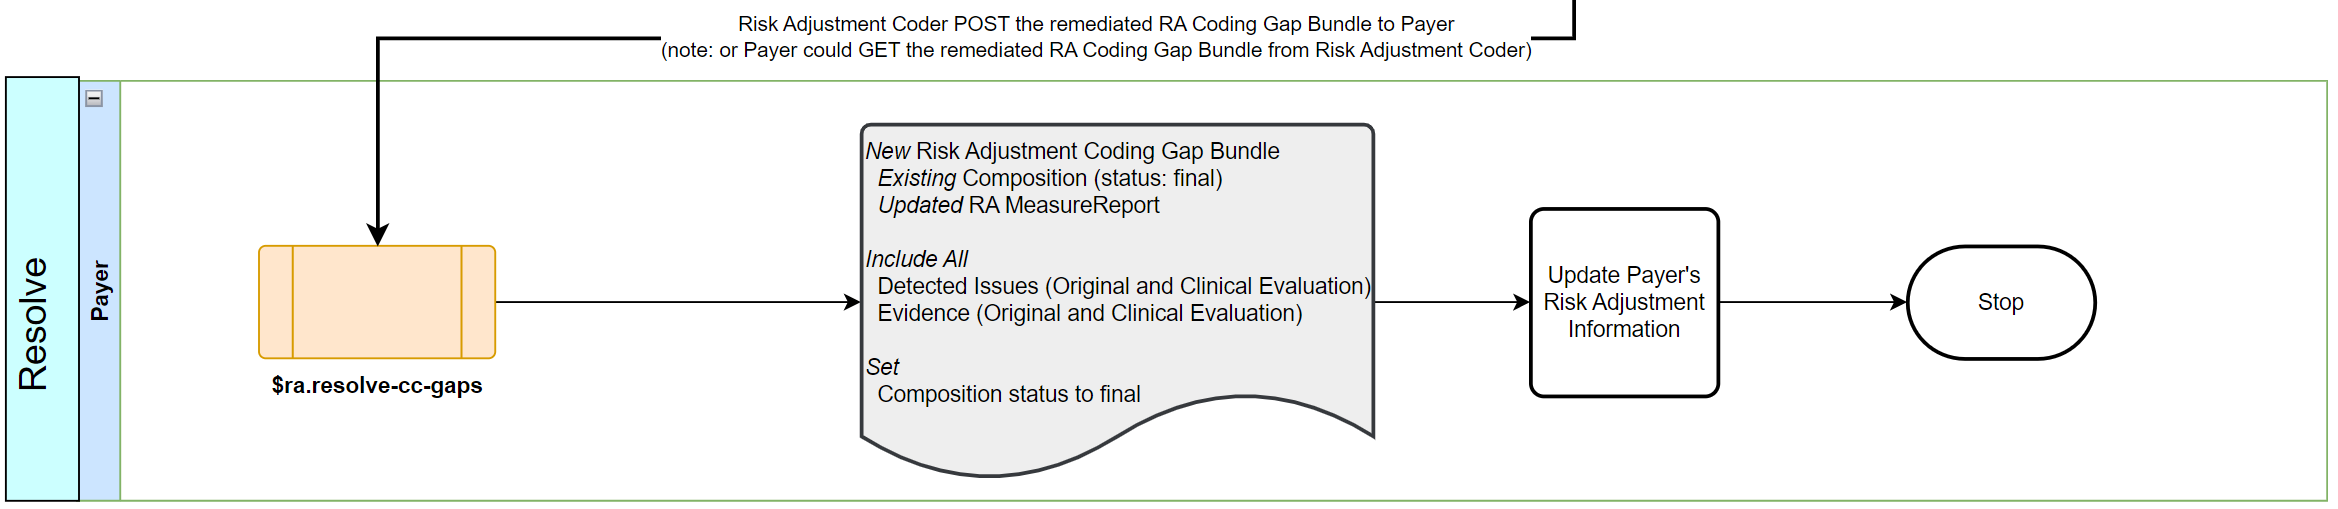 Risk Adjustment Coder POST the remediated RA Coding Gap Bundle to Payer
(note: or Payer could GET the remediated RA Coding Gap Bundle from Risk Adjustment Coder)
Resolve
Payer
$ra.resolve-cc-gaps
New Risk Adjustment Coding Gap Bundle
Existing Composition (status: final)
Updated RA MeasureReport
Include All
Detected Issues (Original and Clinical Evaluation)
Evidence (Original and Clinical Evaluation)
Set
Composition status to final
Update Payer's
Risk Adjustment
Information
Stop